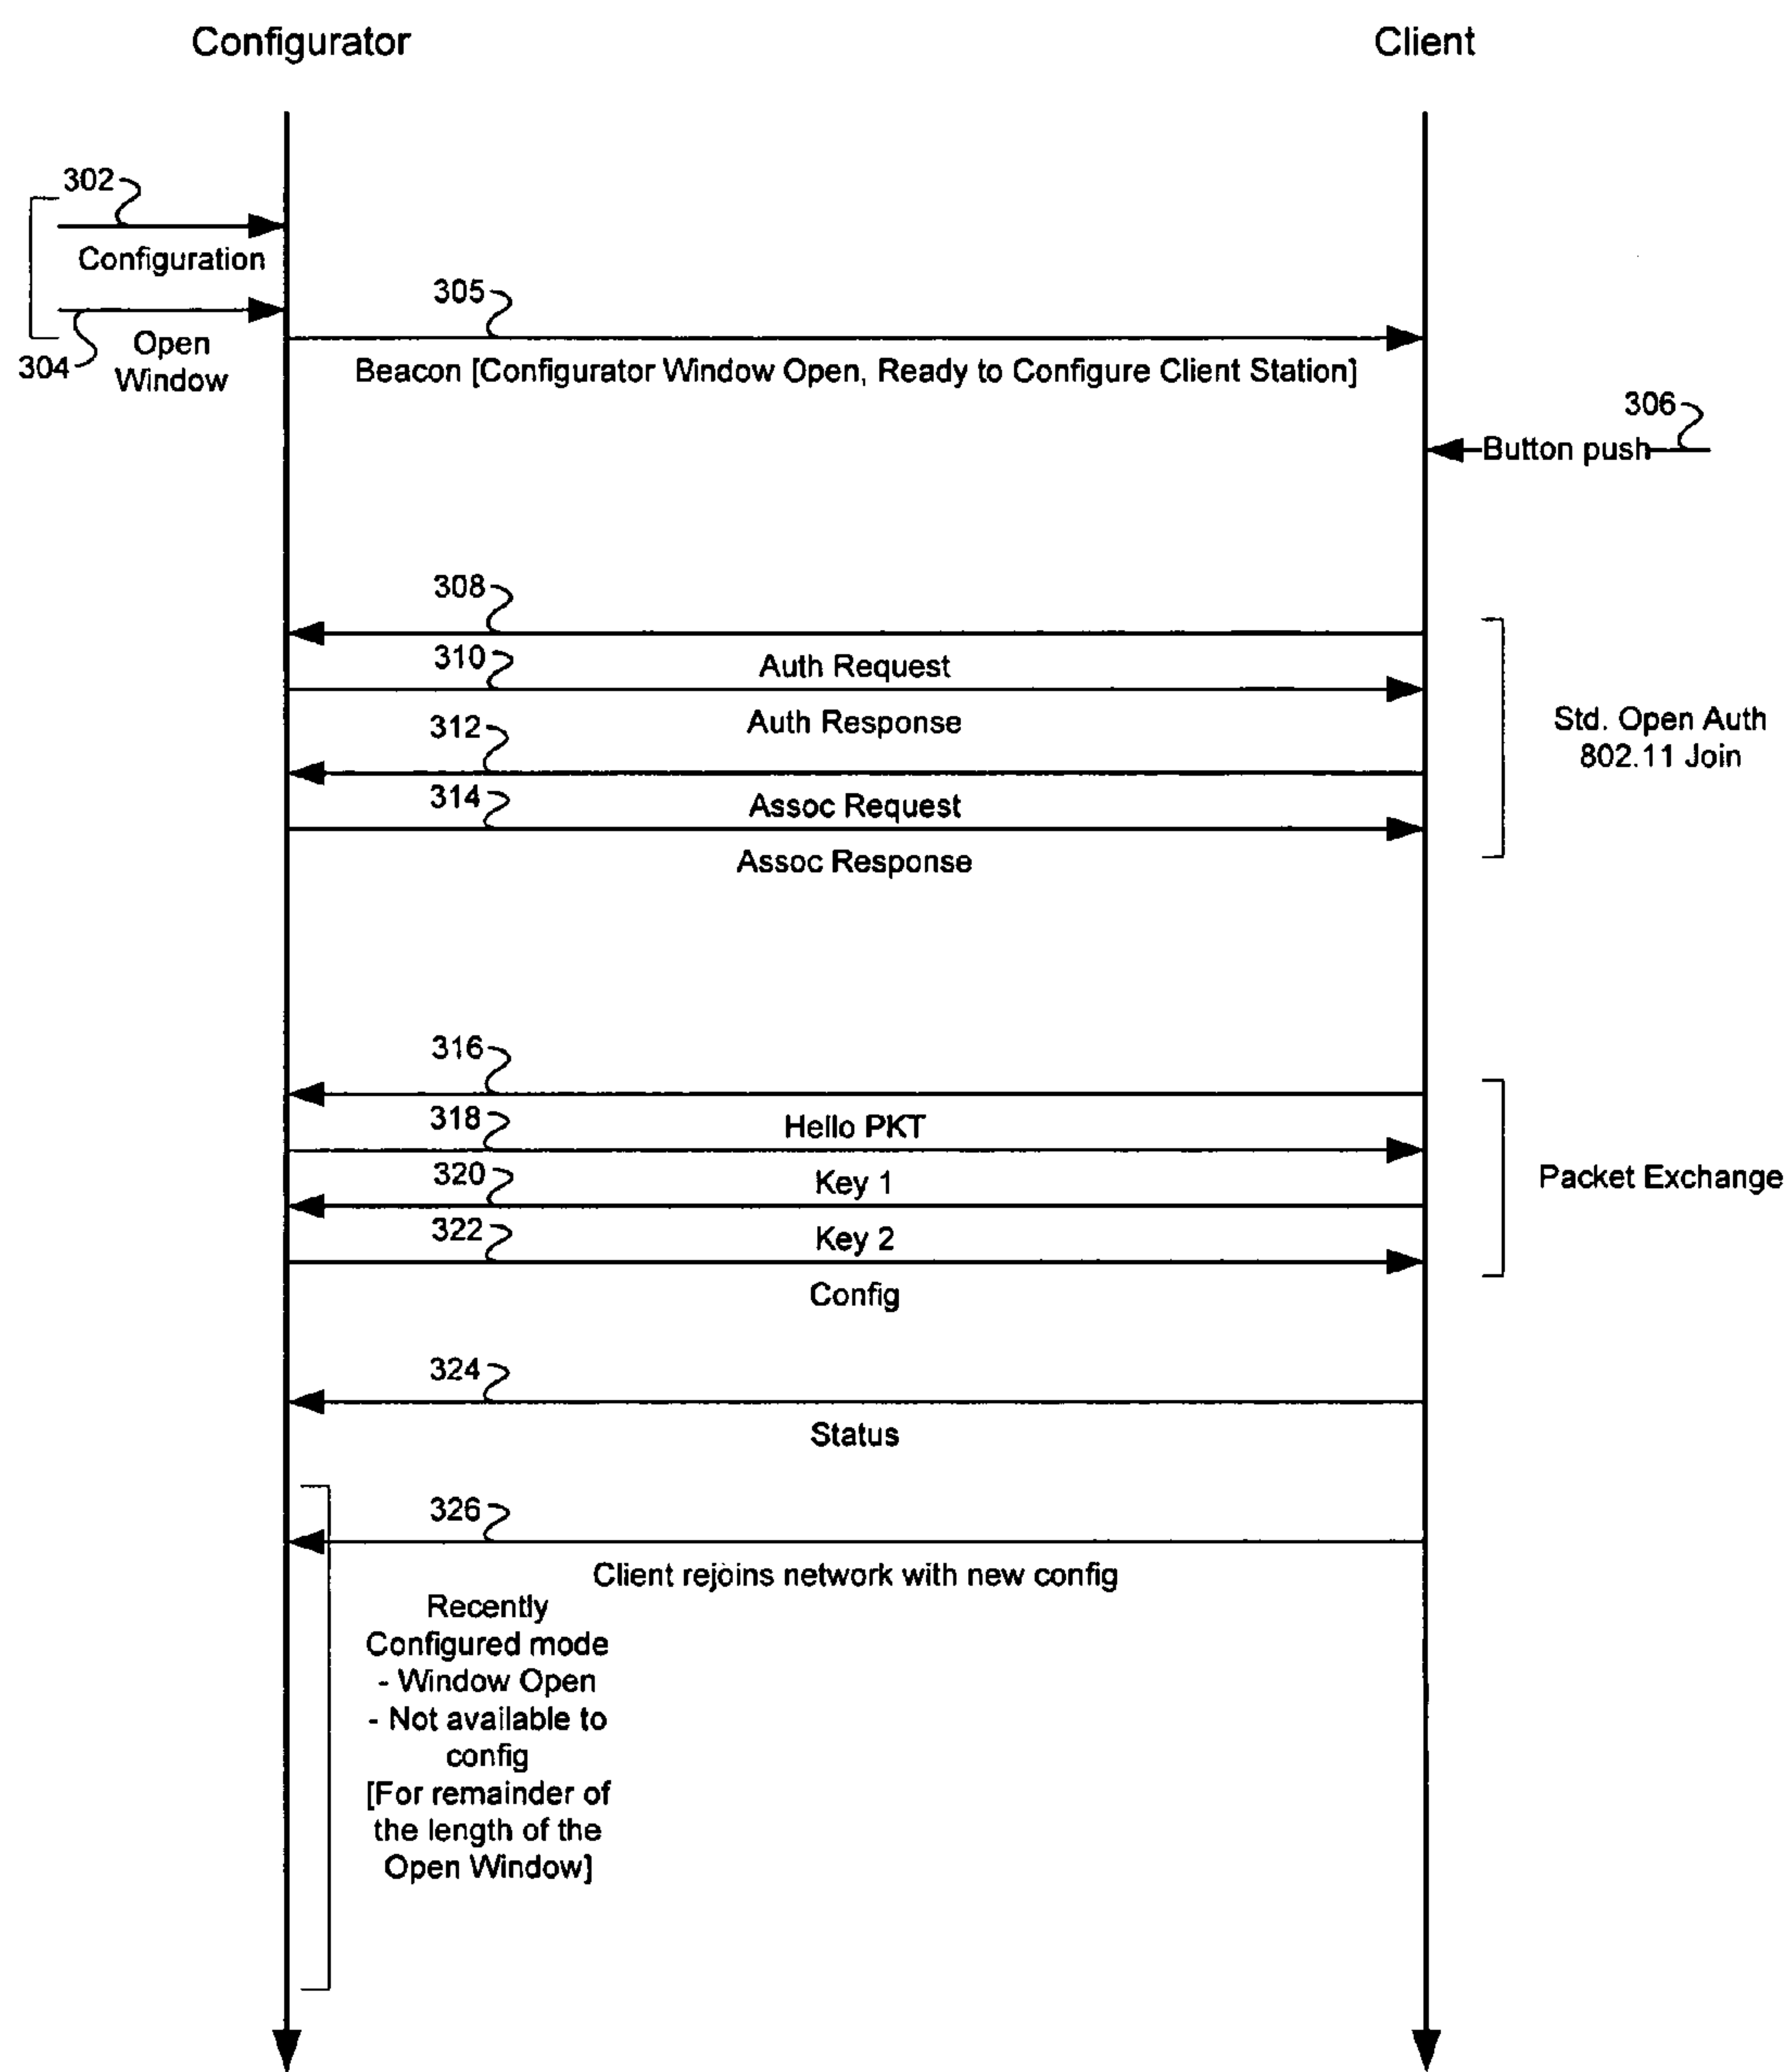 Configurator
Client
302
Configuration
304
Open
Window
305
Beacon [Configurator Window Open, Ready to Configure Client Station]
306
Button push
308
Auth Request
310
Auth Response
312
Assoc Request
314
Assoc Response
Std. Open Auth
802.11 Join
316
Hello PKT
318
Key 1
320
Key 2
322
Config
Packet Exchange
324
Status
326
Client rejoins network with new config
Recently
Configured mode
- Window Open
- Not available to
config
[For remainder of
the length of the
Open Window]